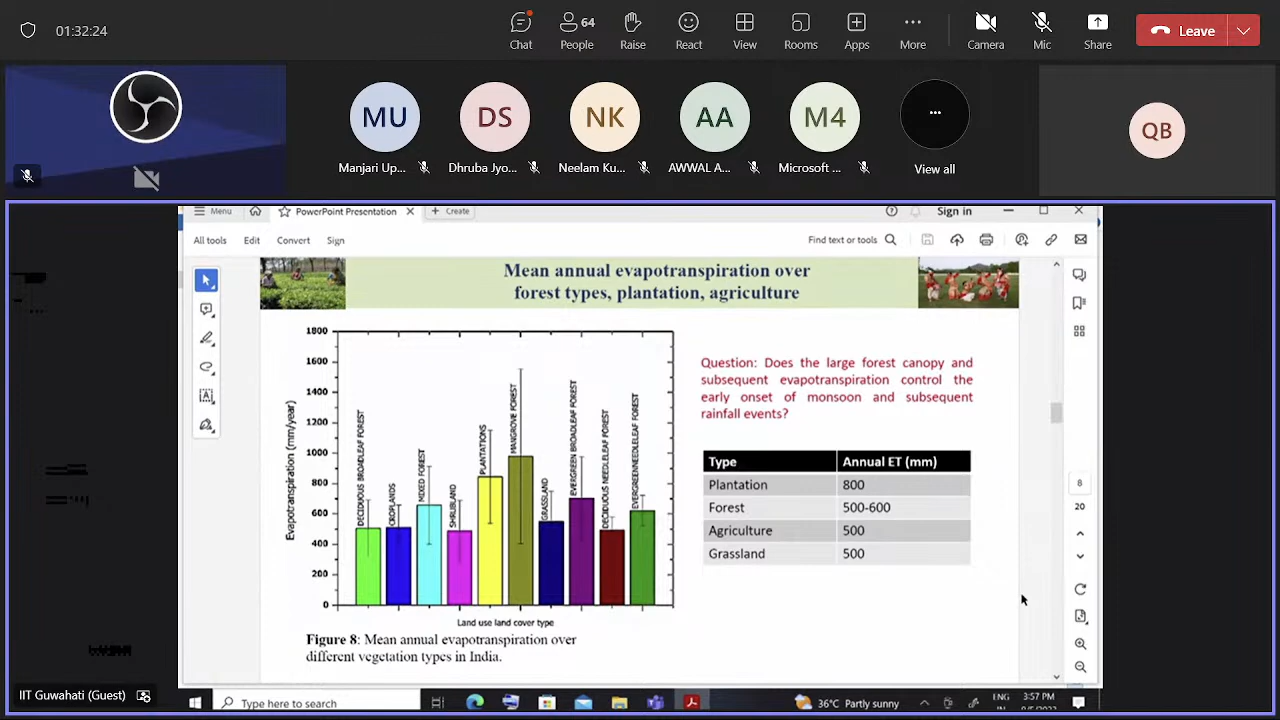 01:32:24
Chat
People 64
Raise
React
View
Rooms
Apps
More
Camera
Mic
Share
Leave
MU
DS
NK
AA
M4
...
QB
Manjari Up...
Dhruba Jyo...
Neelam Ku...
AWWAL A...
Microsoft ...
View all
Menu
PowerPoint Presentation
+ Create
Sign in
All tools
Edit
Convert
Sign
Find text or tools
Mean annual evapotranspiration over
forest types, plantation, agriculture
1800
1600
1400
1200
1000
800
600
400
200
0
Evapotranspiration (mm/year)
DECIDUOUS BROADLEAF FOREST
CROPLANDS
MIXED FOREST
SHRUBLAND
PLANTATIONS
MANGROVE FOREST
GRASSLAND
EVERGREEN BROADLEAF FOREST
DECIDUOUS NEEDLELEAF FOREST
EVERGREENNEEDLELEAF FOREST
Land use land cover type
Figure 8: Mean annual evapotranspiration over
different vegetation types in India.
Question: Does the large forest canopy and
subsequent evapotranspiration control the
early onset of monsoon and subsequent
rainfall events?
Type Annual ET (mm)
Plantation 800
Forest 500-600
Agriculture 500
Grassland 500
8
20
IIT Guwahati (Guest)
Type here to search
36°C Partly sunny
ENG
IN
3:57 PM